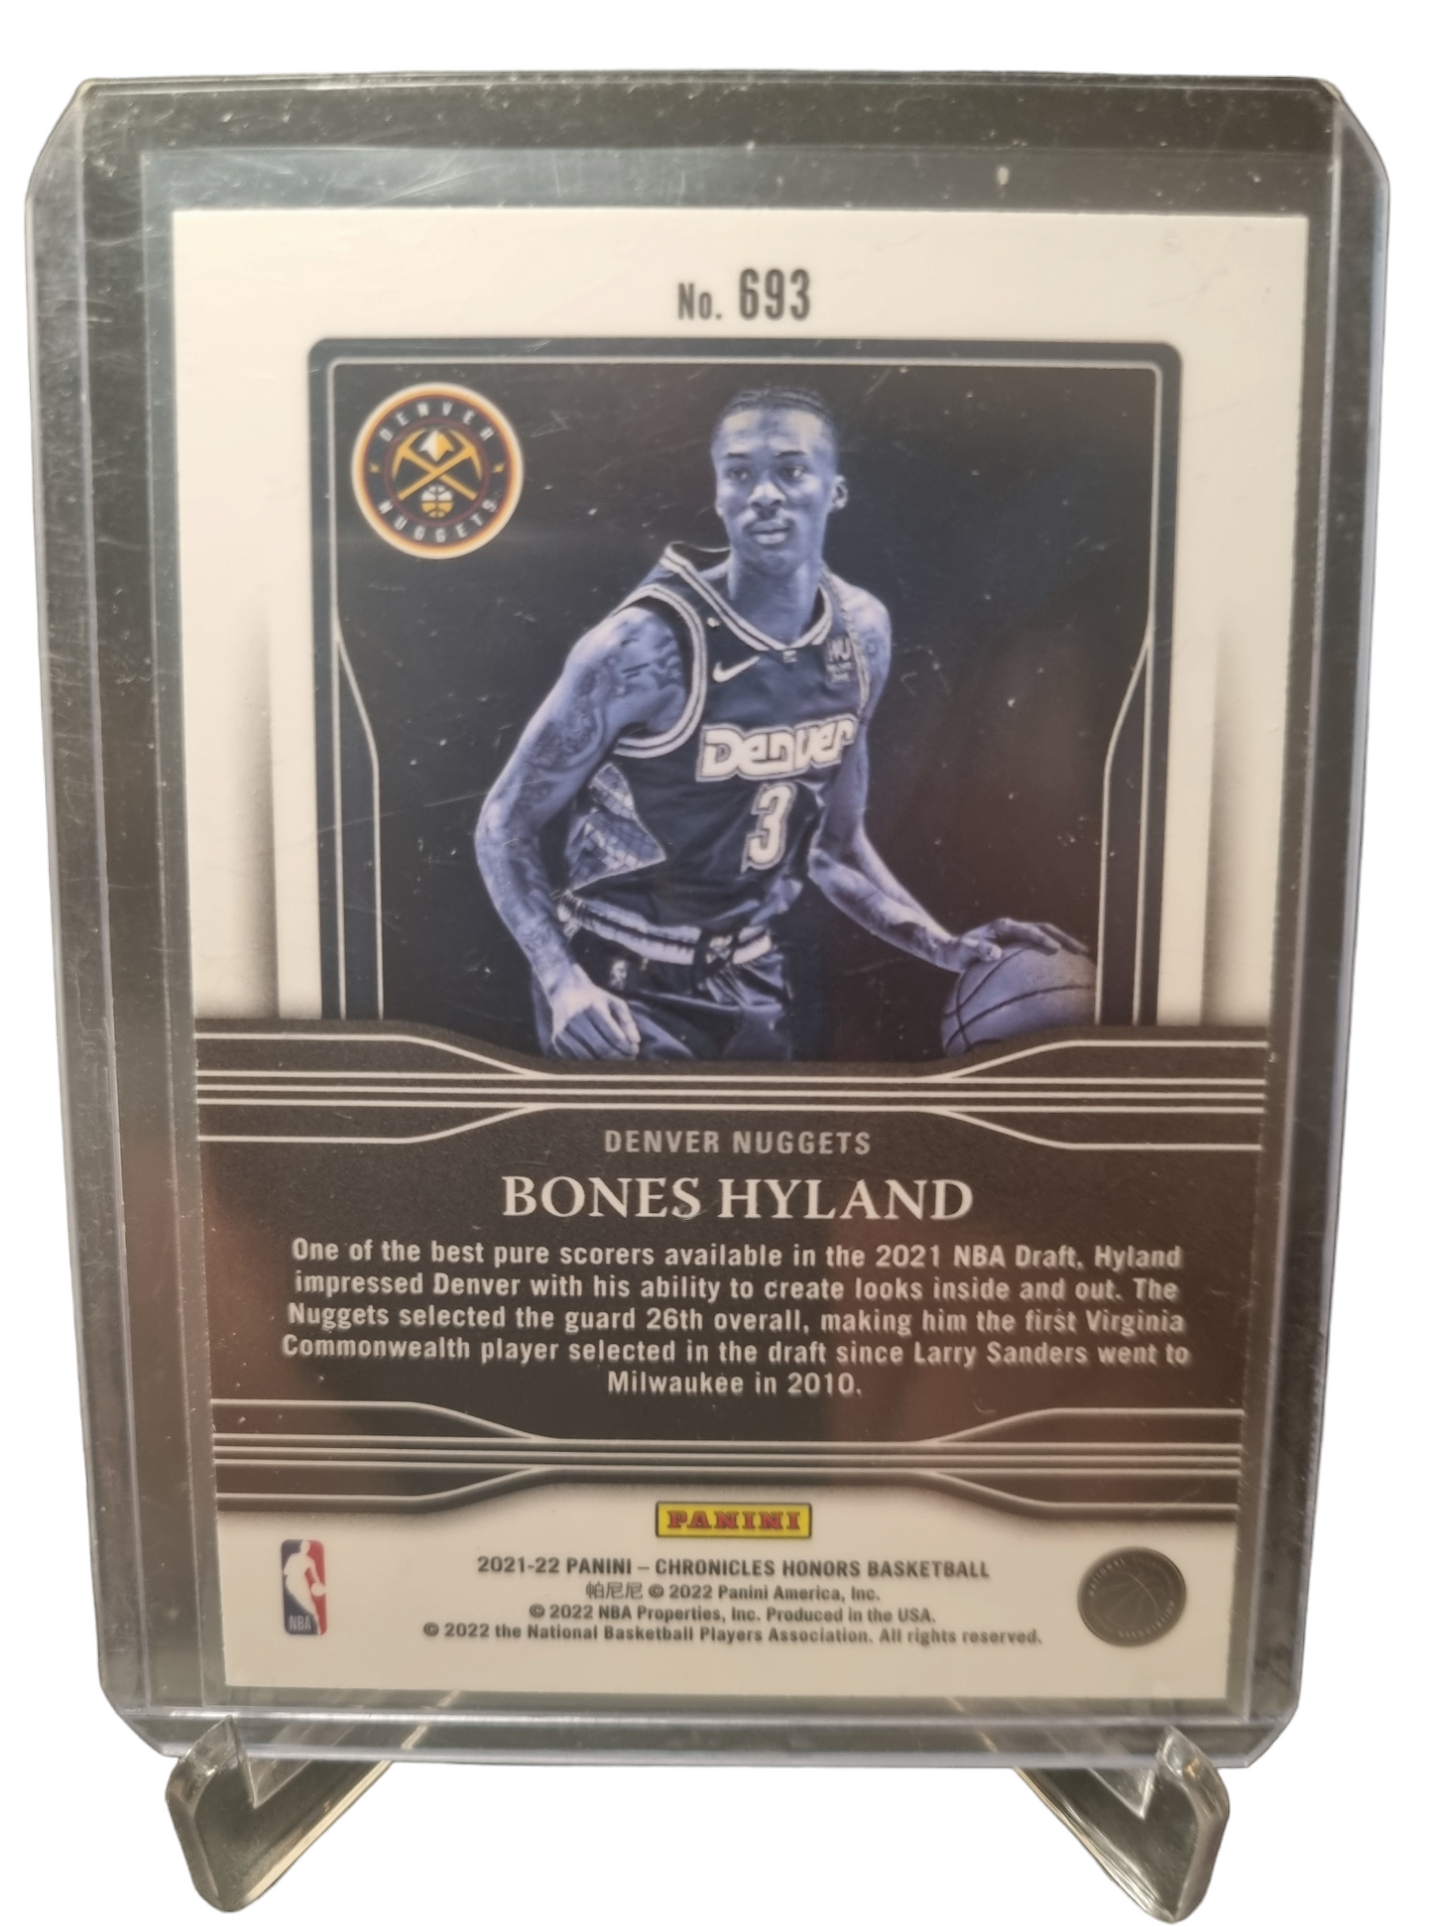 No. 693
DENVER
NUGGETS
Denver
3
DENVER NUGGETS
BONES HYLAND
One of the best pure scorers available in the 2021 NBA Draft, Hyland
impressed Denver with his ability to create looks inside and out. The
Nuggets selected the guard 26th overall, making him the first Virginia
Commonwealth player selected in the draft since Larry Sanders went to
Milwaukee in 2010.
PANINI
2021-22 PANINI – CHRONICLES HONORS BASKETBALL
帕尼尼 © 2022 Panini America, Inc.
© 2022 NBA Properties, Inc. Produced in the USA.
© 2022 the National Basketball Players Association. All rights reserved.
NBA